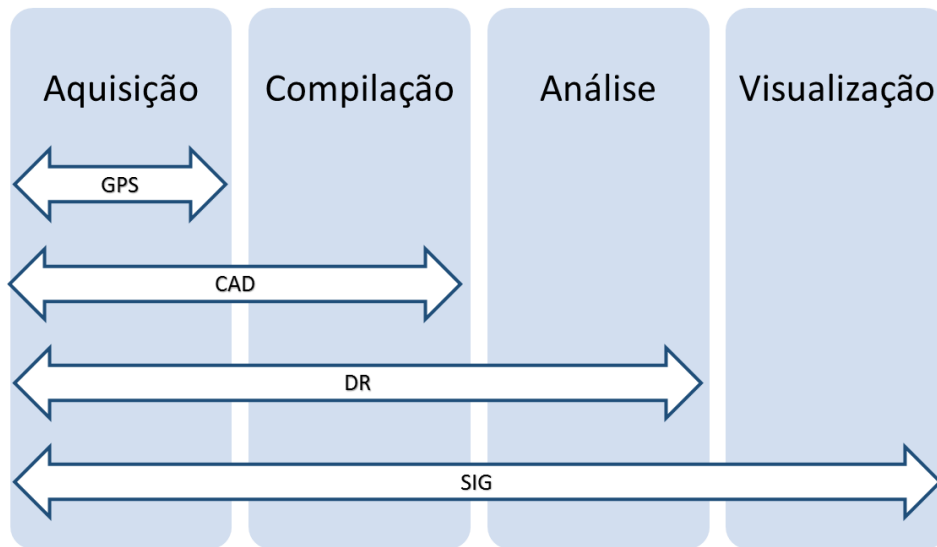 Aquisição
Compilação
Análise
Visualização
GPS
CAD
DR
SIG